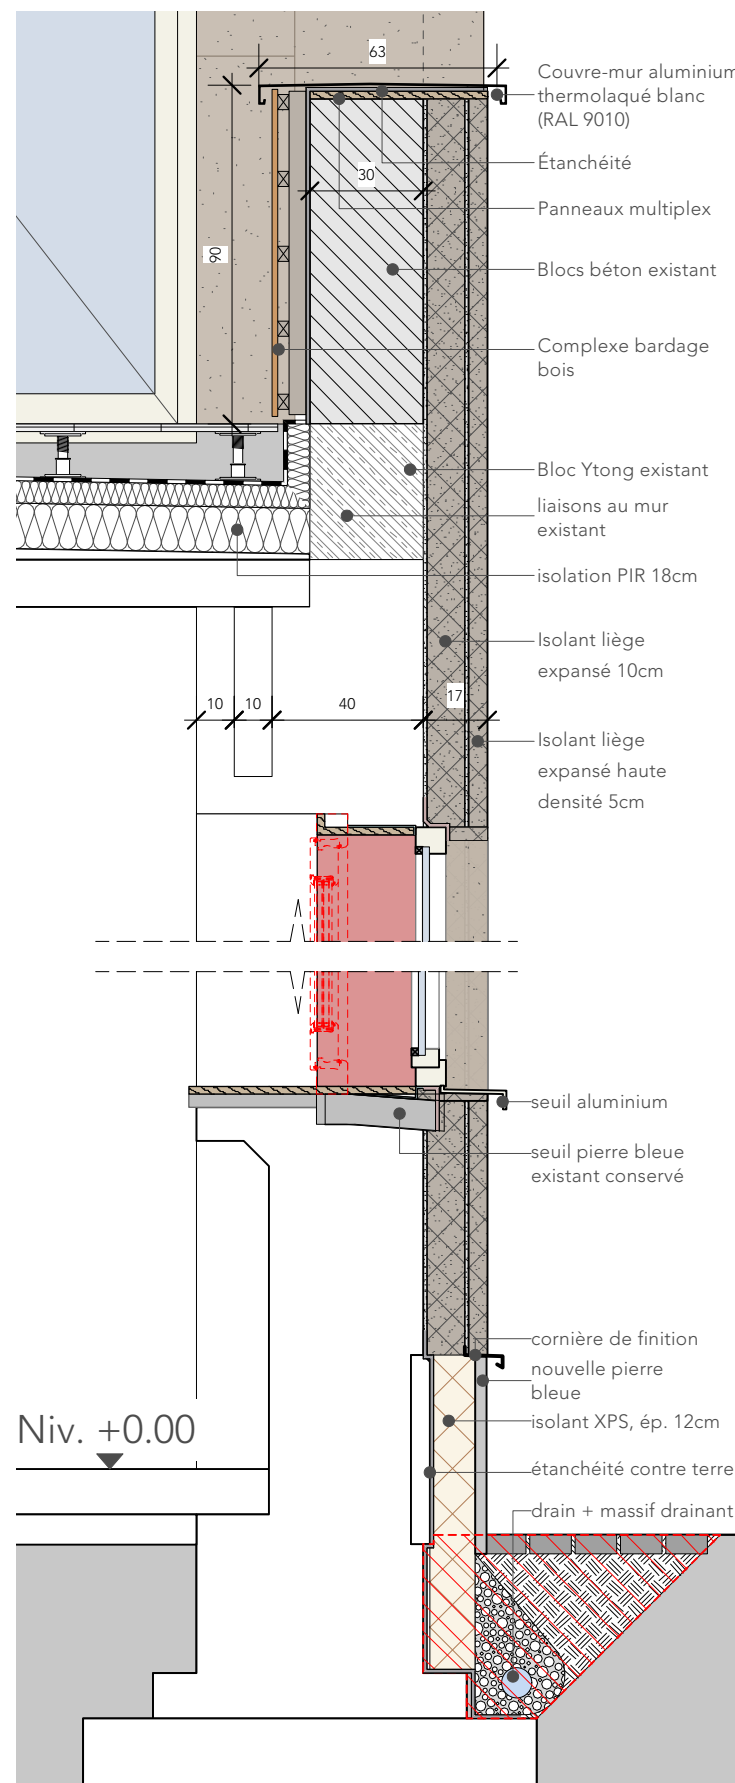 63
Couvre-mur aluminium
thermolaqué blanc
(RAL 9010)
Étanchéité
30
Panneaux multiplex
90
Blocs béton existant
Complexe bardage
bois
Bloc Ytong existant
liaisons au mur
existant
isolation PIR 18cm
Isolant liège
expansé 10cm
10
10
40
17
Isolant liège
expansé haute
densité 5cm
seuil aluminium
seuil pierre bleue
existant conservé
cornière de finition
nouvelle pierre
bleue
isolant XPS, ép. 12cm
Niv. +0.00
étanchéité contre terre
drain + massif drainant